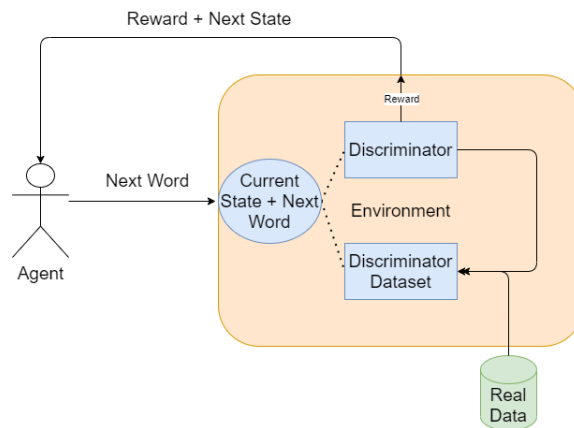 Reward + Next State
Reward
Discriminator
Next Word
Current
State + Next
Word
Environment
Discriminator
Dataset
Agent
Real
Data